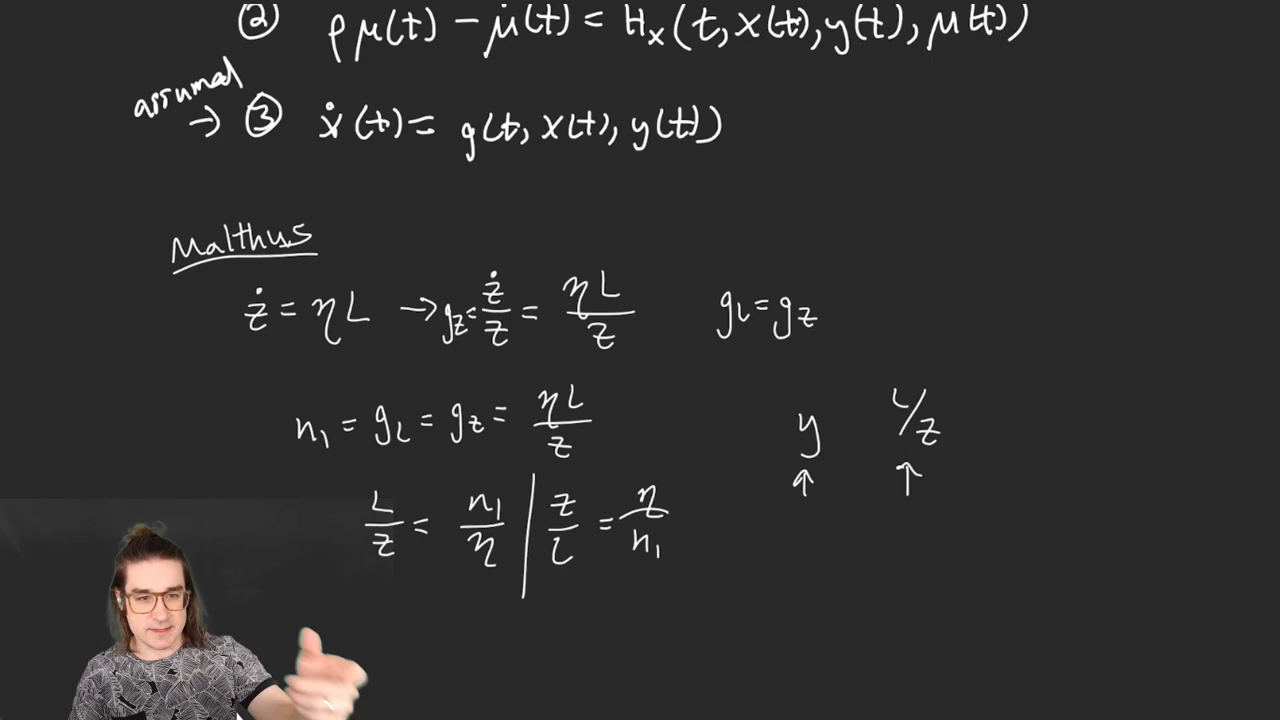 ② ρμ(t) − μ̇(t) = Hₓ(t, x(t), y(t), μ(t))
assumed
→ ③ ẋ(t) = g(t, x(t), y(t))
Malthus
ż = ηL → g_z = ż/z = ηL/z g_L = g_z
n₁ = g_L = g_z = ηL/z y L/z
↑ ↑
L/z = n₁/η | z/L = η/n₁